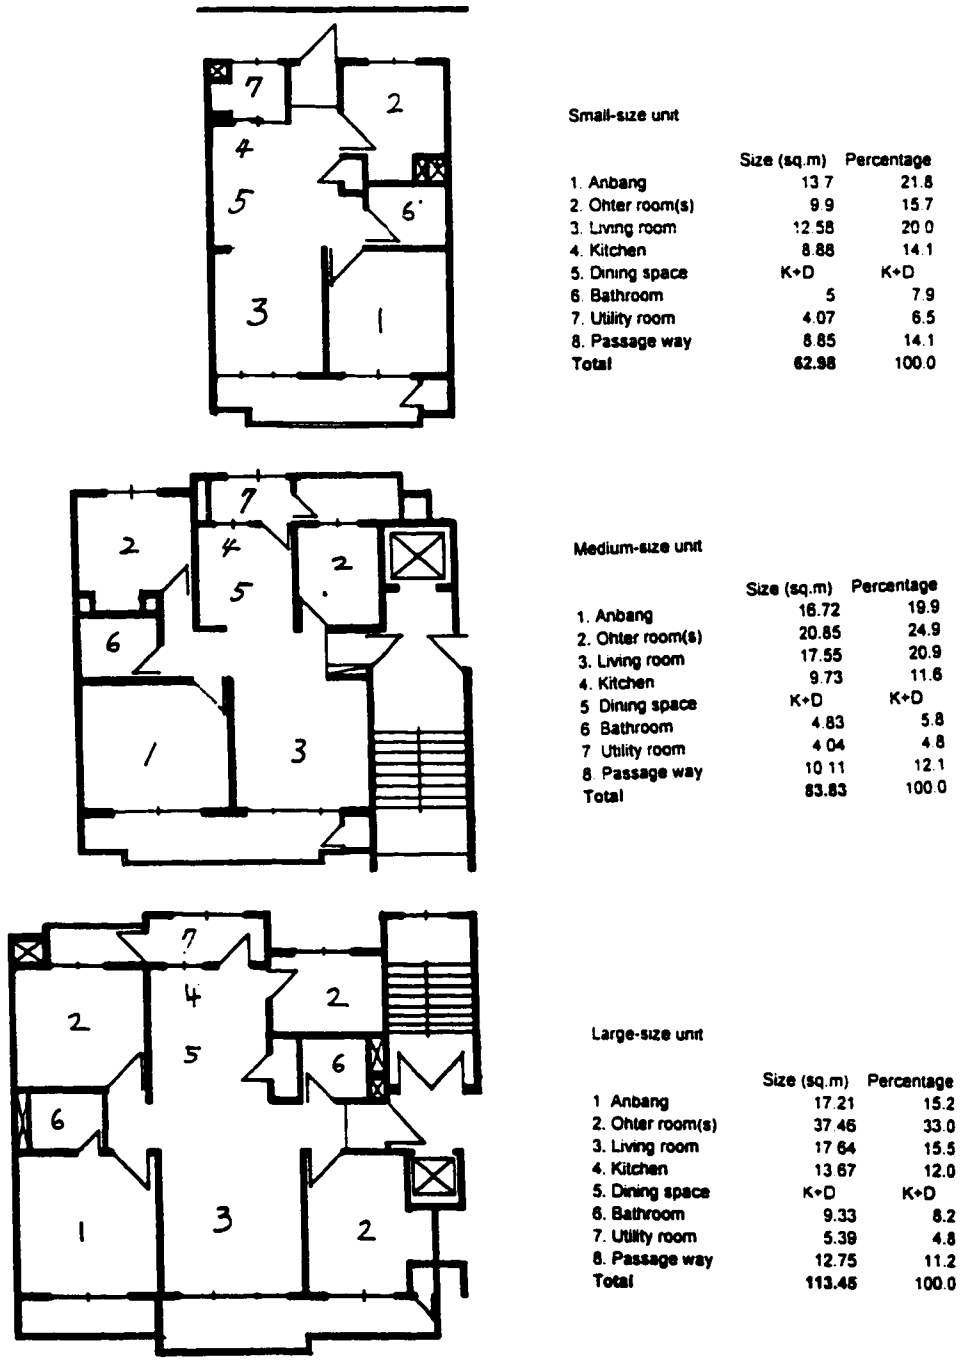 7
2
4
5
6
3
1
Small-size unit
Size (sq.m) Percentage
1. Anbang 13.7 21.8
2. Ohter room(s) 9.9 15.7
3. Living room 12.58 20 0
4. Kitchen 8.88 14.1
5. Dining space K+D K+D
6. Bathroom 5 7.9
7. Utility room 4.07 6.5
8. Passage way 8.85 14.1
Total 62.98 100.0
7
2
4
2
5
6
1
3
Medium-size unit
Size (sq.m) Percentage
1. Anbang 16.72 19.9
2. Ohter room(s) 20.85 24.9
3. Living room 17.55 20.9
4. Kitchen 9.73 11.6
5 Dining space K+D K+D
6 Bathroom 4.83 5.8
7 Utility room 4 04 4.8
8. Passage way 10 11 12.1
Total 83.83 100.0
7
2
4
2
5
6
6
1
3
2
Large-size unit
Size (sq.m) Percentage
1 Anbang 17.21 15.2
2. Ohter room(s) 37.46 33.0
3. Living room 17 64 15.5
4. Kitchen 13 67 12.0
5. Dining space K+D K+D
6. Bathroom 9.33 8.2
7. Utility room 5.39 4.8
8. Passage way 12.75 11.2
Total 113.45 100.0